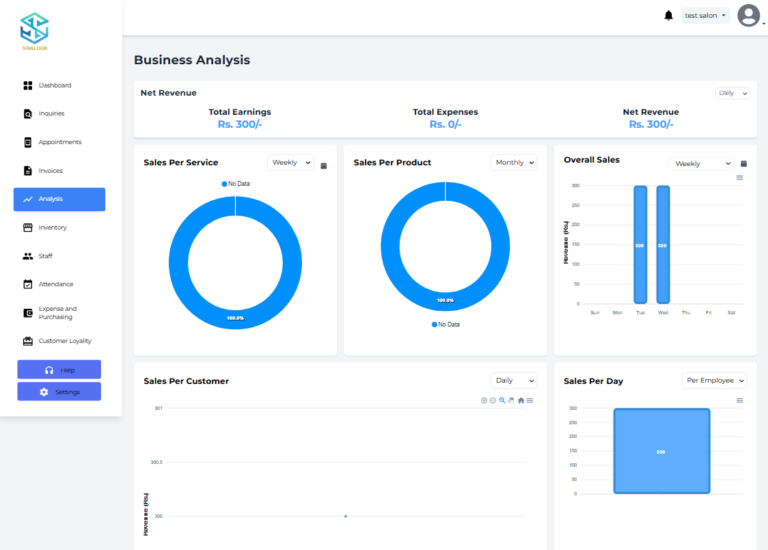 SINGLOOK
test salon
Dashboard
Inquiries
Appointments
Invoices
Analysis
Inventory
Staff
Attendance
Expense and
Purchasing
Customer Loyality
Help
Settings
Business Analysis
Net Revenue
Daily
Total Earnings
Rs. 300/-
Total Expenses
Rs. 0/-
Net Revenue
Rs. 300/-
Sales Per Service
Weekly
No Data
100.0%
Sales Per Product
Monthly
100.0%
No Data
Overall Sales
Weekly
300
250
200
150
100
50
0
Revenue (Rs.)
300
300
Sun Mon Tue Wed Thu Fri Sat
Sales Per Customer
Daily
301
300.5
300
Revenue (Rs.)
Sales Per Day
Per Employee
300
250
200
150
100
50
0
300